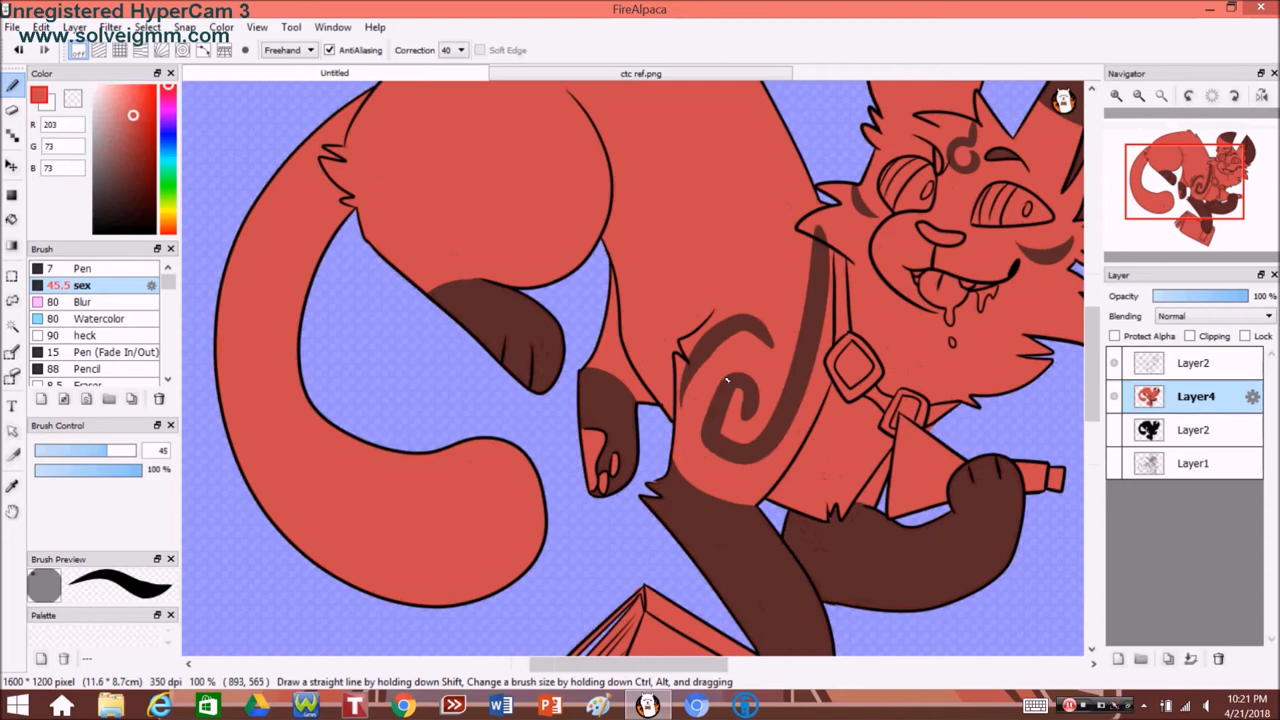 Unregistered HyperCam 3
www.solveigmm.com
FireAlpaca
File Edit Layer Filter Select Snap Color View Tool Window Help
off Freehand AntiAliasing Correction 40 Soft Edge
Color
Untitled
ctc ref.png
Navigator
R 203
G 73
B 73
Brush
7 Pen
45.5 sex
80 Blur
80 Watercolor
90 heck
15 Pen (Fade In/Out)
88 Pencil
8.5 Eraser
Brush Control
45
100 %
Brush Preview
Palette
---
Layer
Opacity 100 %
Blending Normal
Protect Alpha Clipping Lock
Layer2
Layer4
Layer2
Layer1
1600 * 1200 pixel (11.6 * 8.7cm) 350 dpi 100 % ( 893, 565 ) Draw a straight line by holding down Shift, Change a brush size by holding down Ctrl, Alt, and dragging
10:21 PM
4/21/2018